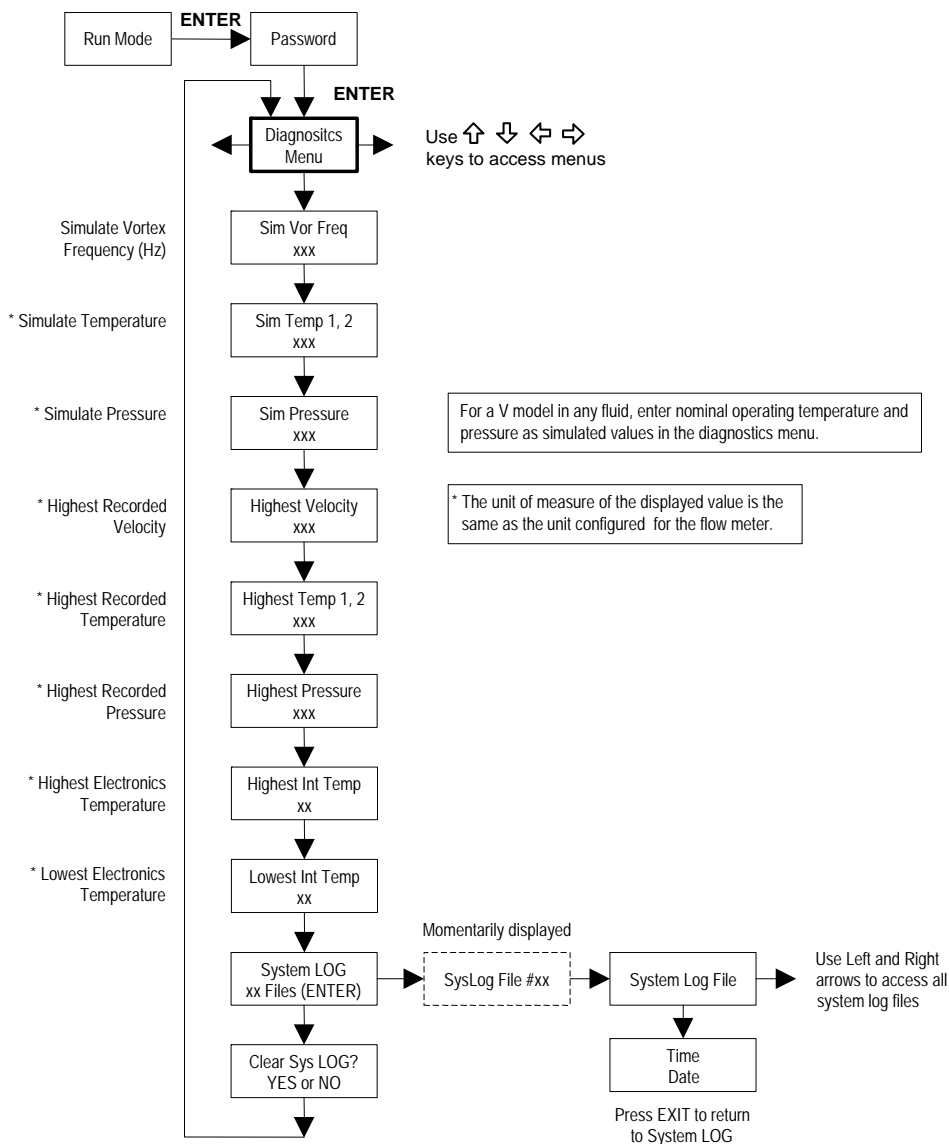 Run Mode
ENTER
Password
ENTER
Diagnositcs
Menu
Use
keys to access menus
Simulate Vortex
Frequency (Hz)
Sim Vor Freq
xxx
* Simulate Temperature
Sim Temp 1, 2
xxx
* Simulate Pressure
Sim Pressure
xxx
For a V model in any fluid, enter nominal operating temperature and
pressure as simulated values in the diagnostics menu.
* Highest Recorded
Velocity
Highest Velocity
xxx
* The unit of measure of the displayed value is the
same as the unit configured for the flow meter.
* Highest Recorded
Temperature
Highest Temp 1, 2
xxx
* Highest Recorded
Pressure
Highest Pressure
xxx
* Highest Electronics
Temperature
Highest Int Temp
xx
* Lowest Electronics
Temperature
Lowest Int Temp
xx
System LOG
xx Files (ENTER)
Momentarily displayed
SysLog File #xx
System Log File
Use Left and Right
arrows to access all
system log files
Clear Sys LOG?
YES or NO
Time
Date
Press EXIT to return
to System LOG